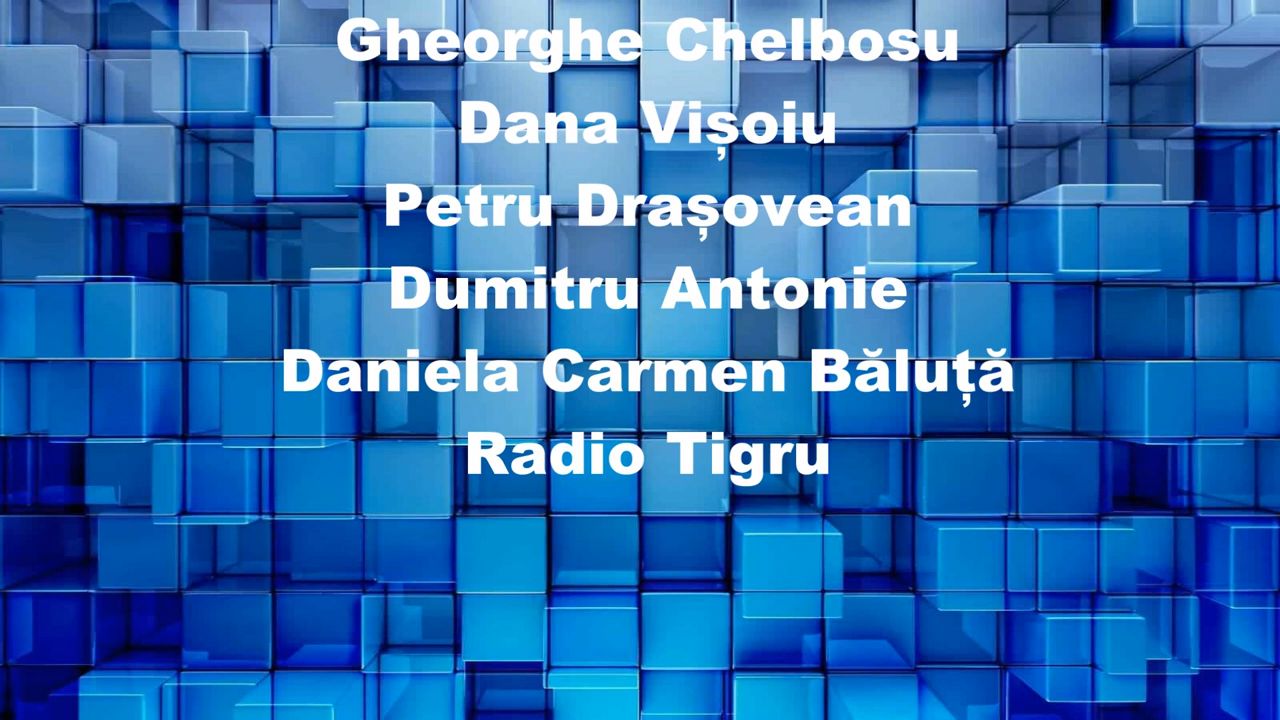 Gheorghe Chelbosu
Dana Vișoiu
Petru Drașovean
Dumitru Antonie
Daniela Carmen Băluță
Radio Tigru